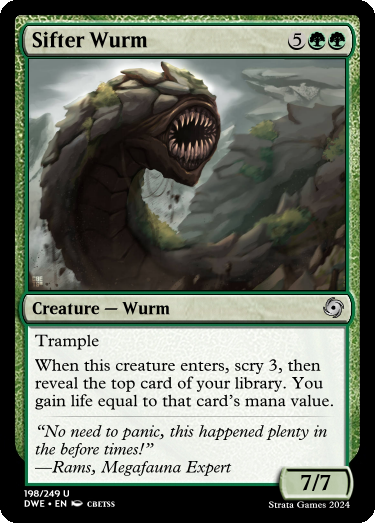 Sifter Wurm 5
Creature — Wurm
Trample
When this creature enters, scry 3, then
reveal the top card of your library. You
gain life equal to that card's mana value.
“No need to panic, this happened plenty in
the before times!”
—Rams, Megafauna Expert
7/7
198/249 U
DWE • EN CBETSS
Strata Games 2024